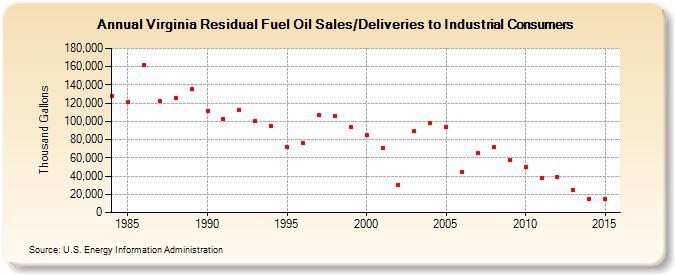 Annual Virginia Residual Fuel Oil Sales/Deliveries to Industrial Consumers
Thousand Gallons
180,000
160,000
140,000
120,000
100,000
80,000
60,000
40,000
20,000
0
1985 1990 1995 2000 2005 2010 2015
Source: U.S. Energy Information Administration